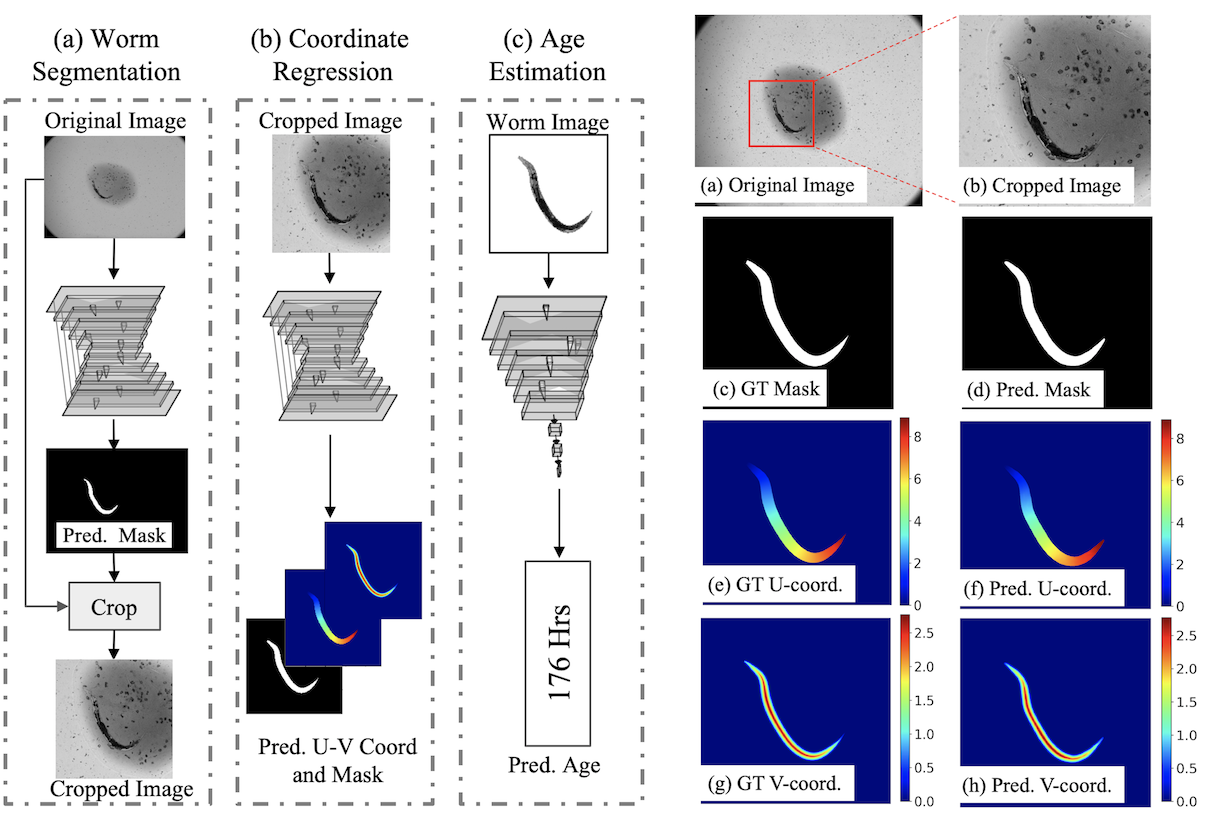 (a) Worm
Segmentation
Original Image
Pred. Mask
Crop
Cropped Image
(b) Coordinate
Regression
Cropped Image
Pred. U-V Coord
and Mask
(c) Age
Estimation
Worm Image
176 Hrs
Pred. Age
(a) Original Image
(b) Cropped Image
(c) GT Mask
(d) Pred. Mask
(e) GT U-coord.
8
6
4
2
0
(f) Pred. U-coord.
8
6
4
2
0
(g) GT V-coord.
2.5
2.0
1.5
1.0
0.5
0.0
(h) Pred. V-coord.
2.5
2.0
1.5
1.0
0.5
0.0